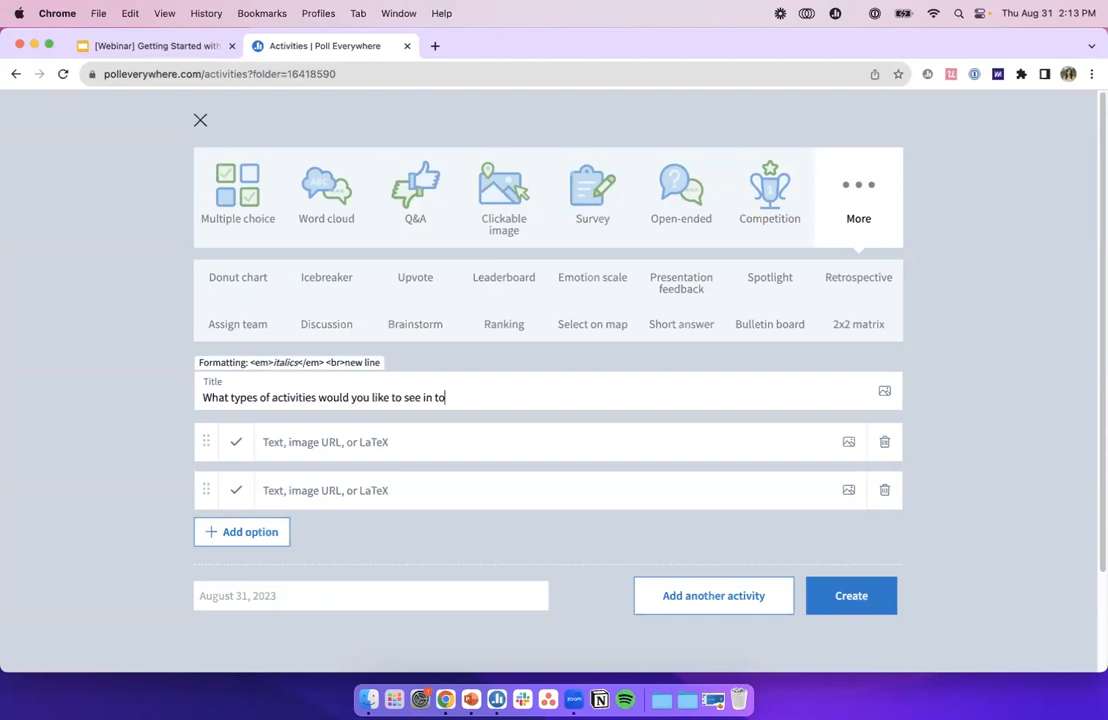 Chrome File Edit View History Bookmarks Profiles Tab Window Help Thu Aug 31 2:13 PM
[Webinar] Getting Started with Activities | Poll Everywhere
polleverywhere.com/activities?folder=16418590
Multiple choice Word cloud Q&A Clickable image Survey Open-ended Competition More
Donut chart Icebreaker Upvote Leaderboard Emotion scale Presentation feedback Spotlight Retrospective
Assign team Discussion Brainstorm Ranking Select on map Short answer Bulletin board 2x2 matrix
Formatting: <em>italics</em> <br>new line
Title
What types of activities would you like to see in to
Text, image URL, or LaTeX
Text, image URL, or LaTeX
Add option
August 31, 2023 Add another activity Create
zoom